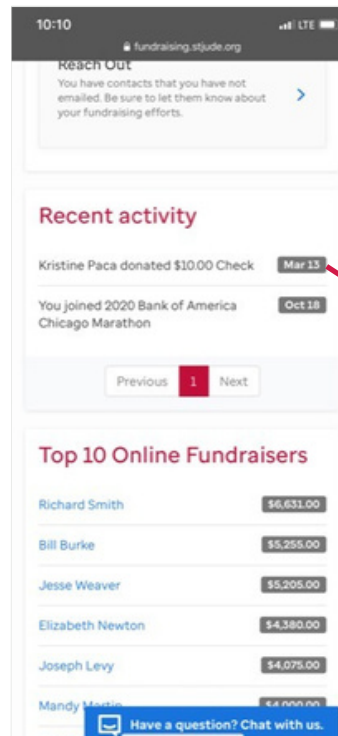 10:10
LTE
fundraising.stjude.org
Reach Out
You have contacts that you have not
emailed. Be sure to let them know about
your fundraising efforts.
Recent activity
Kristine Paca donated $10.00 Check Mar 13
You joined 2020 Bank of America Oct 18
Chicago Marathon
Previous 1 Next
Top 10 Online Fundraisers
Richard Smith $6,631.00
Bill Burke $5,255.00
Jesse Weaver $5,205.00
Elizabeth Newton $4,380.00
Joseph Levy $4,075.00
Mandy Martin $4,000.00
Have a question? Chat with us.